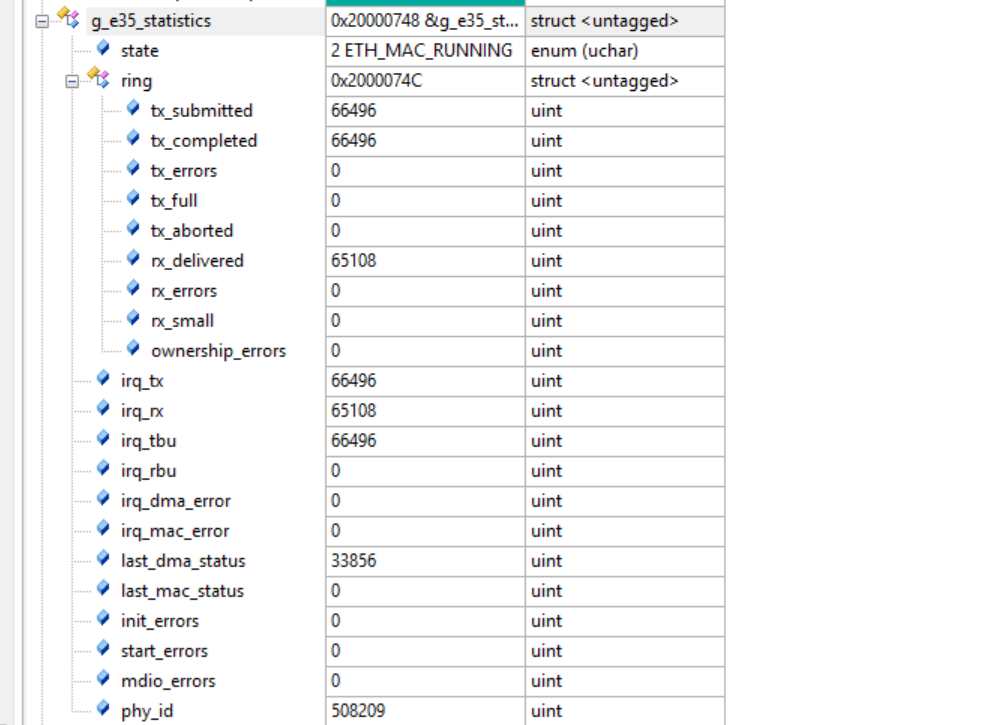 g_e35_statistics 0x20000748 &g_e35_st... struct <untagged>
state 2 ETH_MAC_RUNNING enum (uchar)
ring 0x2000074C struct <untagged>
tx_submitted 66496 uint
tx_completed 66496 uint
tx_errors 0 uint
tx_full 0 uint
tx_aborted 0 uint
rx_delivered 65108 uint
rx_errors 0 uint
rx_small 0 uint
ownership_errors 0 uint
irq_tx 66496 uint
irq_rx 65108 uint
irq_tbu 66496 uint
irq_rbu 0 uint
irq_dma_error 0 uint
irq_mac_error 0 uint
last_dma_status 33856 uint
last_mac_status 0 uint
init_errors 0 uint
start_errors 0 uint
mdio_errors 0 uint
phy_id 508209 uint